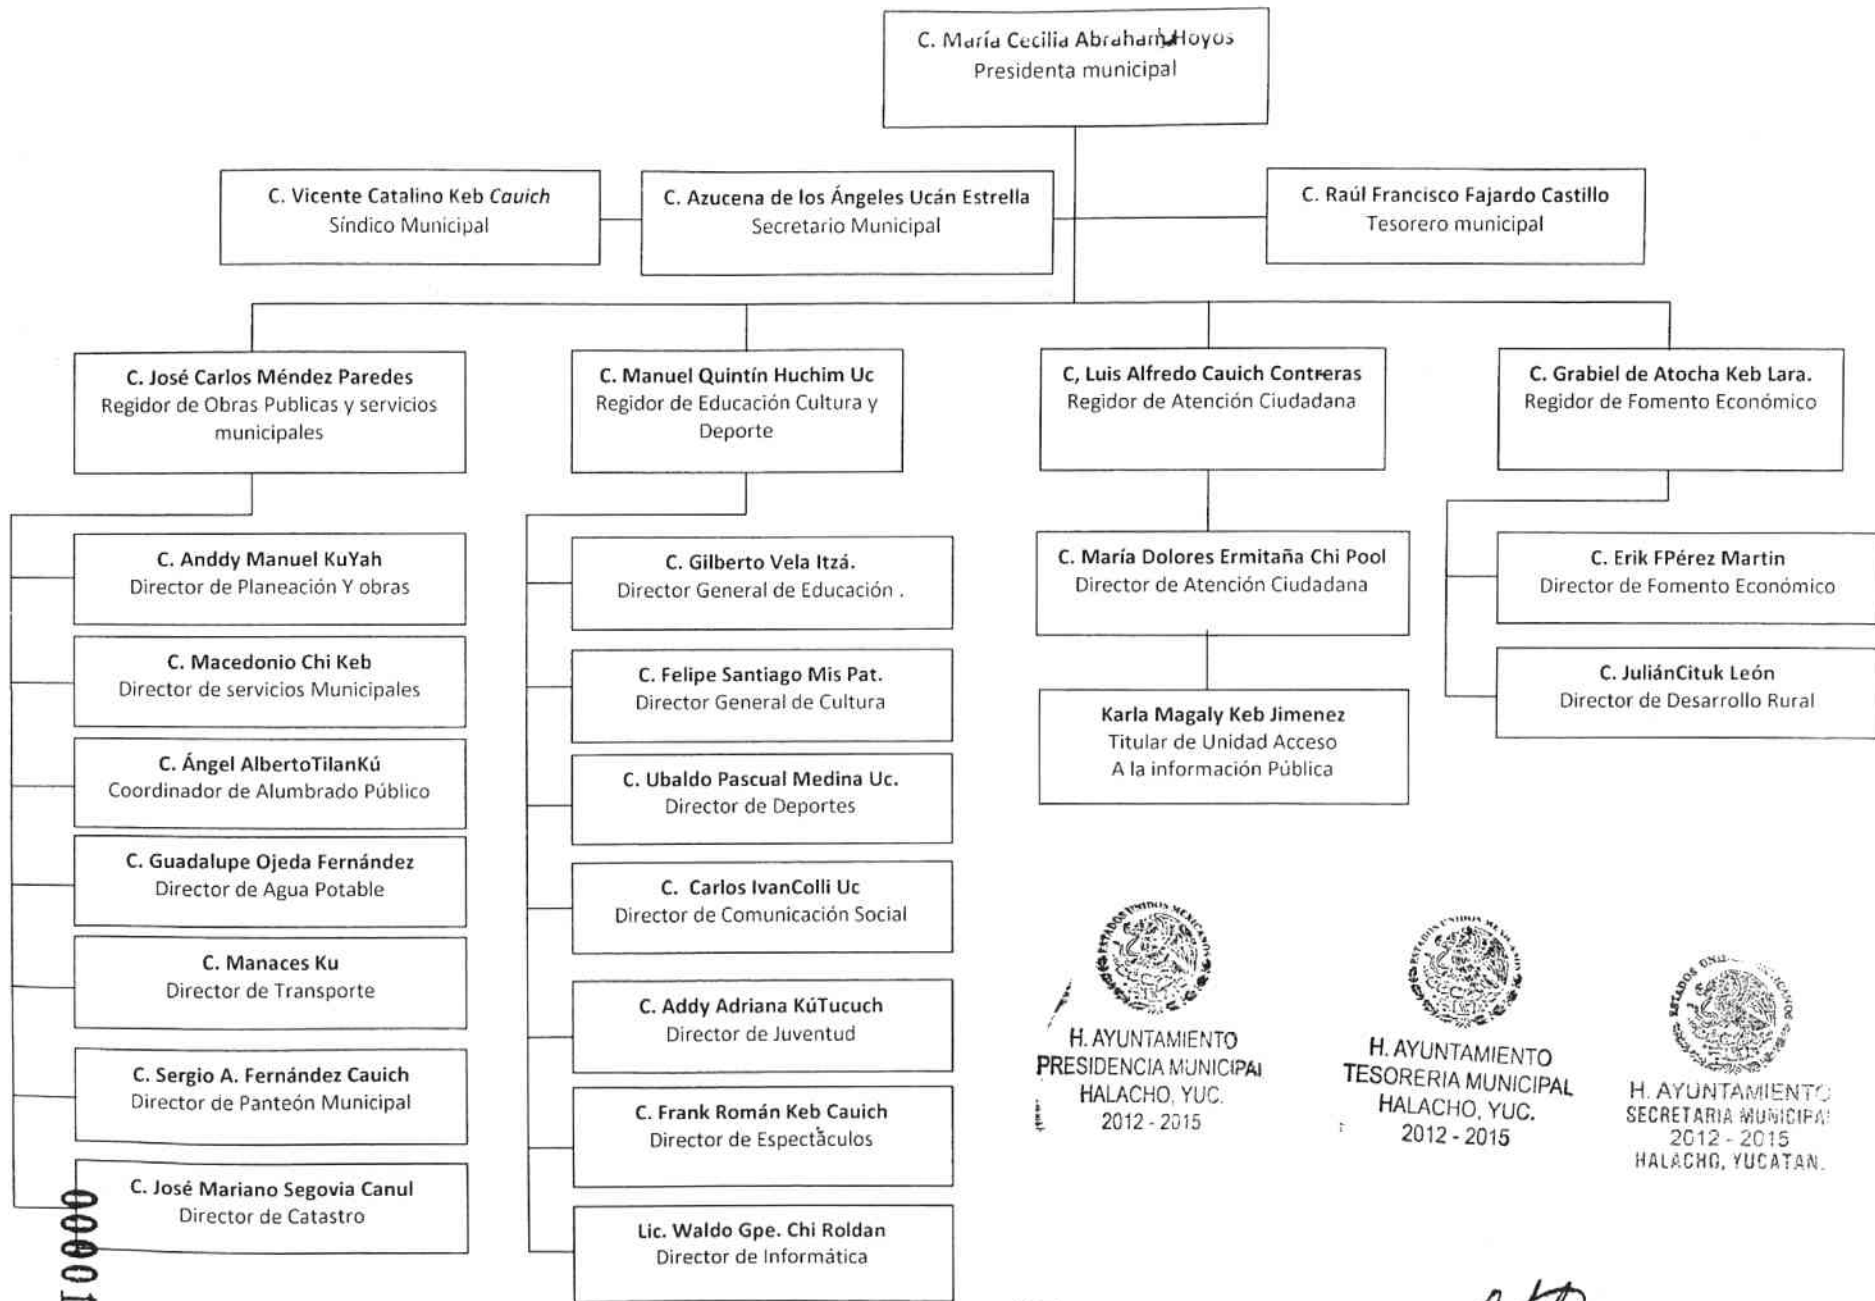 C. María Cecilia Abraham Hoyos
Presidenta municipal
C. Vicente Catalino Keb Cauich
Síndico Municipal
C. Azucena de los Ángeles Ucán Estrella
Secretario Municipal
C. Raúl Francisco Fajardo Castillo
Tesorero municipal
C. José Carlos Méndez Paredes
Regidor de Obras Publicas y servicios
municipales
C. Manuel Quintín Huchim Uc
Regidor de Educación Cultura y
Deporte
C, Luis Alfredo Cauich Contreras
Regidor de Atención Ciudadana
C. Grabiel de Atocha Keb Lara.
Regidor de Fomento Económico
C. Anddy Manuel KuYah
Director de Planeación Y obras
C. Macedonio Chi Keb
Director de servicios Municipales
C. Ángel AlbertoTilanKú
Coordinador de Alumbrado Público
C. Guadalupe Ojeda Fernández
Director de Agua Potable
C. Manaces Ku
Director de Transporte
C. Sergio A. Fernández Cauich
Director de Panteón Municipal
C. José Mariano Segovia Canul
Director de Catastro
C. Gilberto Vela Itzá.
Director General de Educación .
C. Felipe Santiago Mis Pat.
Director General de Cultura
C. Ubaldo Pascual Medina Uc.
Director de Deportes
C. Carlos IvanColli Uc
Director de Comunicación Social
C. Addy Adriana KúTucuch
Director de Juventud
C. Frank Román Keb Cauich
Director de Espectáculos
Lic. Waldo Gpe. Chi Roldan
Director de Informática
C. María Dolores Ermitaña Chi Pool
Director de Atención Ciudadana
Karla Magaly Keb Jimenez
Titular de Unidad Acceso
A la información Pública
C. Erik FPérez Martin
Director de Fomento Económico
C. JuliánCituk León
Director de Desarrollo Rural
ESTADOS UNIDOS MEXICANOS
H. AYUNTAMIENTO
PRESIDENCIA MUNICIPAL
HALACHO, YUC.
2012 - 2015
ESTADOS UNIDOS MEXICANOS
H. AYUNTAMIENTO
TESORERIA MUNICIPAL
HALACHO, YUC.
2012 - 2015
ESTADOS UNIDOS MEXICANOS
H. AYUNTAMIENTO
SECRETARIA MUNICIPAL
2012 - 2015
HALACHO, YUCATAN.
00001